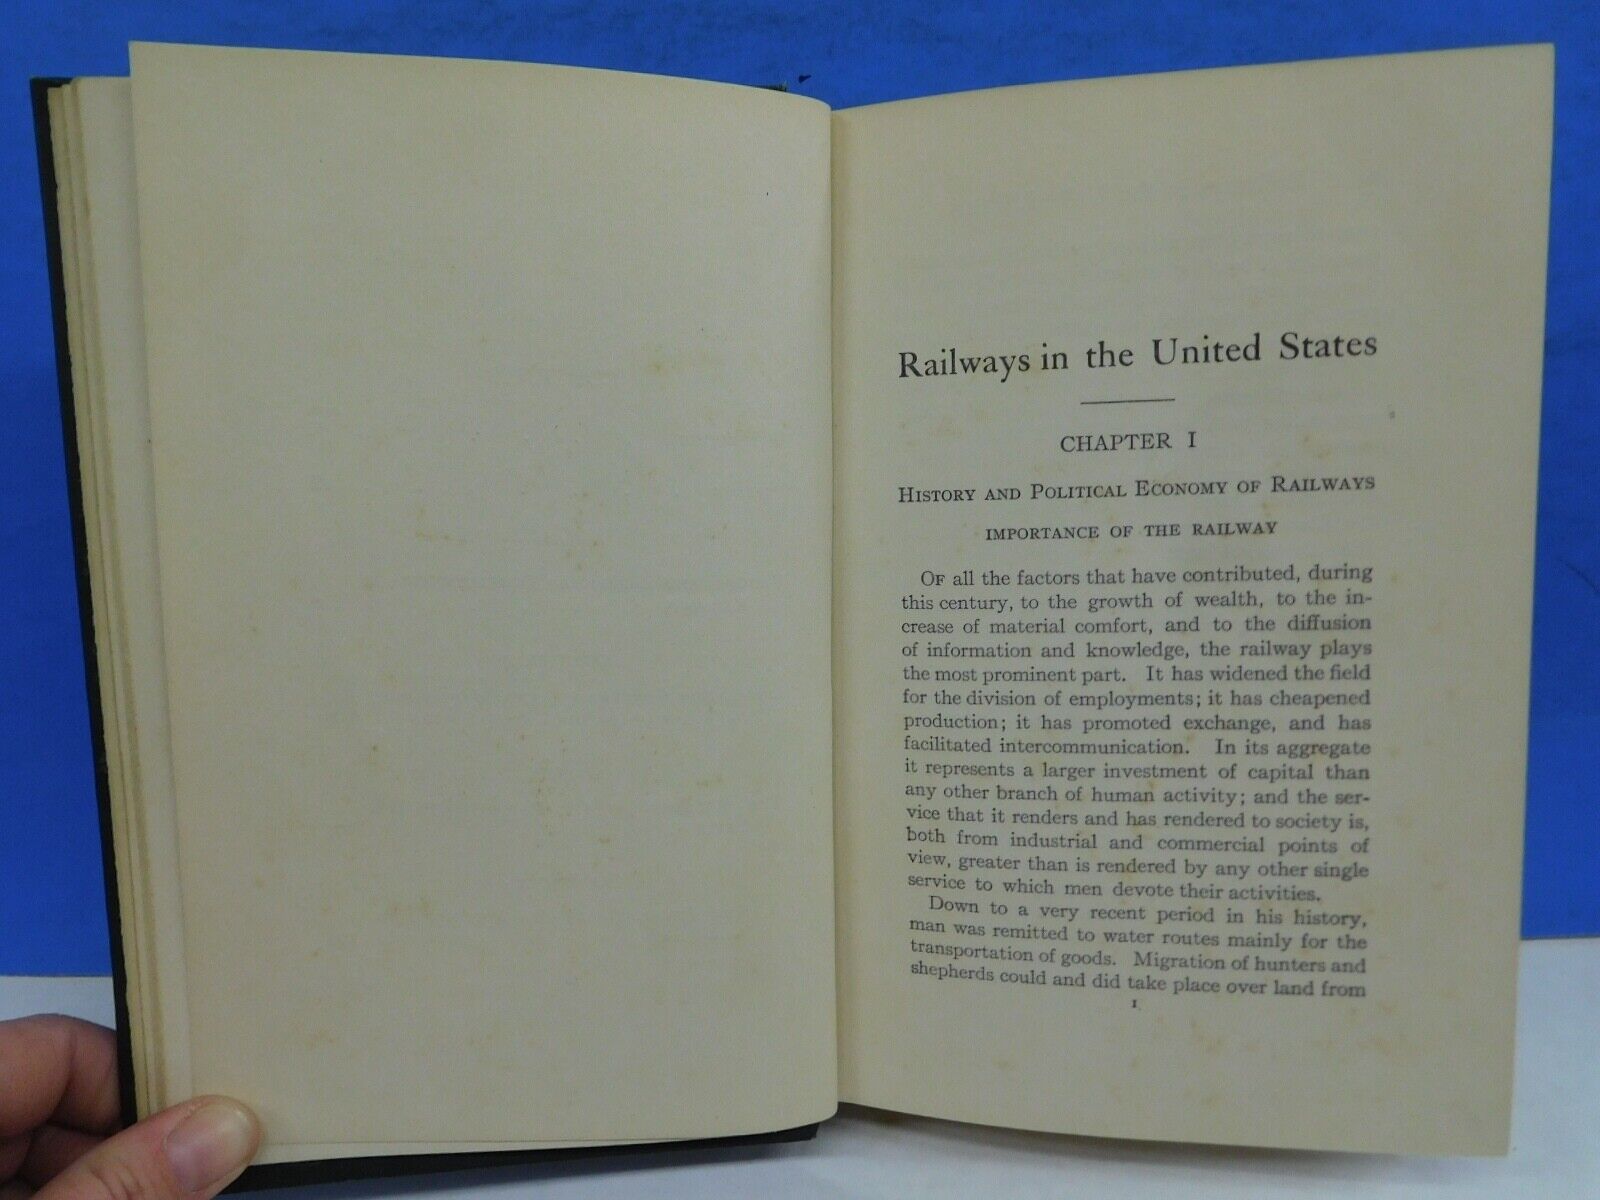 Railways in the United States
CHAPTER I
HISTORY AND POLITICAL ECONOMY OF RAILWAYS
IMPORTANCE OF THE RAILWAY
OF all the factors that have contributed, during
this century, to the growth of wealth, to the in-
crease of material comfort, and to the diffusion
of information and knowledge, the railway plays
the most prominent part. It has widened the field
for the division of employments; it has cheapened
production; it has promoted exchange, and has
facilitated intercommunication. In its aggregate
it represents a larger investment of capital than
any other branch of human activity; and the ser-
vice that it renders and has rendered to society is,
both from industrial and commercial points of
view, greater than is rendered by any other single
service to which men devote their activities.
Down to a very recent period in his history,
man was remitted to water routes mainly for the
transportation of goods. Migration of hunters and
shepherds could and did take place over land from
1